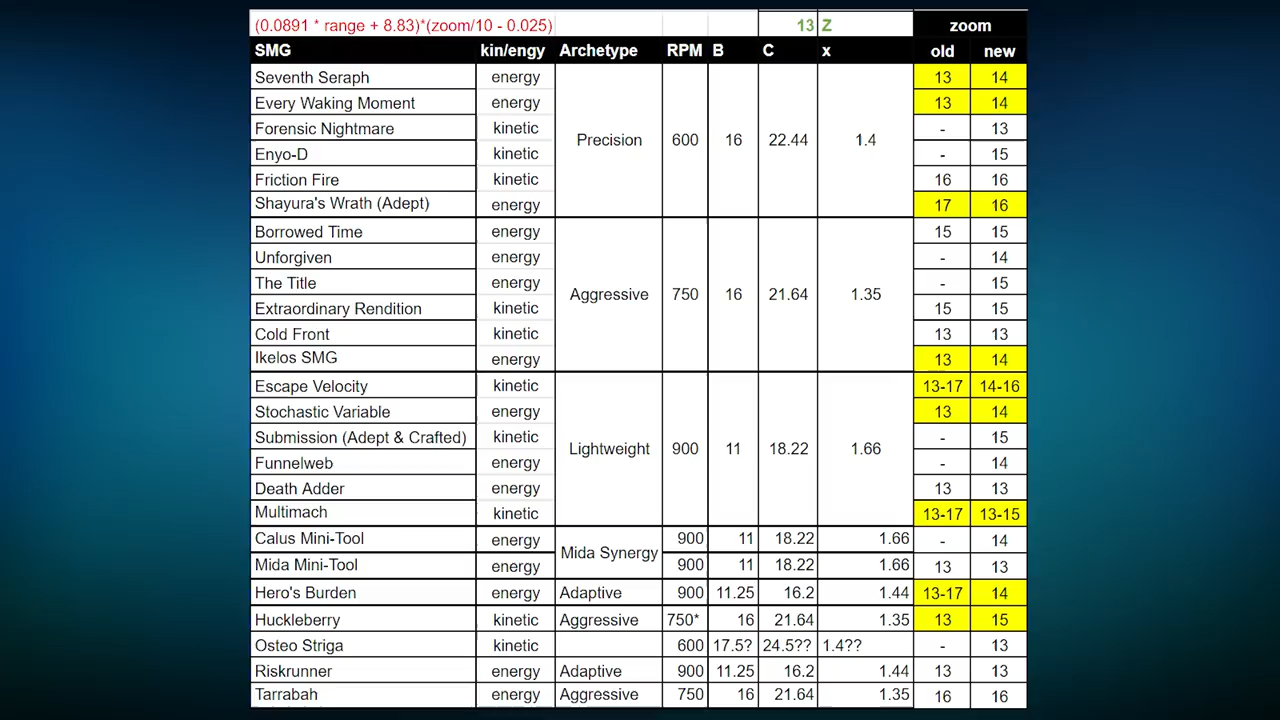 (0.0891 * range + 8.83)*(zoom/10 - 0.025) 13 Z zoom
SMG kin/engy Archetype RPM B C x old new
Seventh Seraph energy 13 14
Every Waking Moment energy 13 14
Forensic Nightmare kinetic - 13
Precision 600 16 22.44 1.4
Enyo-D kinetic - 15
Friction Fire kinetic 16 16
Shayura's Wrath (Adept) energy 17 16
Borrowed Time energy 15 15
Unforgiven energy - 14
The Title energy - 15
Aggressive 750 16 21.64 1.35
Extraordinary Rendition kinetic 15 15
Cold Front kinetic 13 13
Ikelos SMG energy 13 14
Escape Velocity kinetic 13-17 14-16
Stochastic Variable energy 13 14
Submission (Adept & Crafted) kinetic - 15
Lightweight 900 11 18.22 1.66
Funnelweb energy - 14
Death Adder energy 13 13
Multimach kinetic 13-17 13-15
Calus Mini-Tool energy 900 11 18.22 1.66 - 14
Mida Synergy
Mida Mini-Tool energy 900 11 18.22 1.66 13 13
Hero's Burden energy Adaptive 900 11.25 16.2 1.44 13-17 14
Huckleberry kinetic Aggressive 750* 16 21.64 1.35 13 15
Osteo Striga kinetic 600 17.5? 24.5?? 1.4?? - 13
Riskrunner energy Adaptive 900 11.25 16.2 1.44 13 13
Tarrabah energy Aggressive 750 16 21.64 1.35 16 16